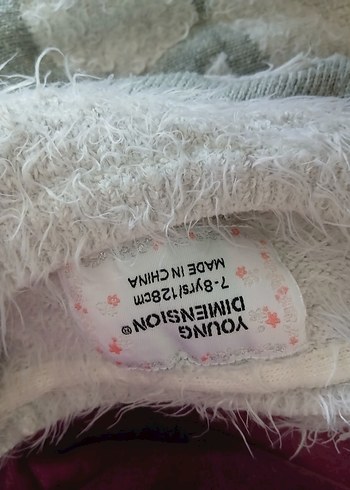 YOUNG
DIMENSION®
7-8yrs/128cm
MADE IN CHINA